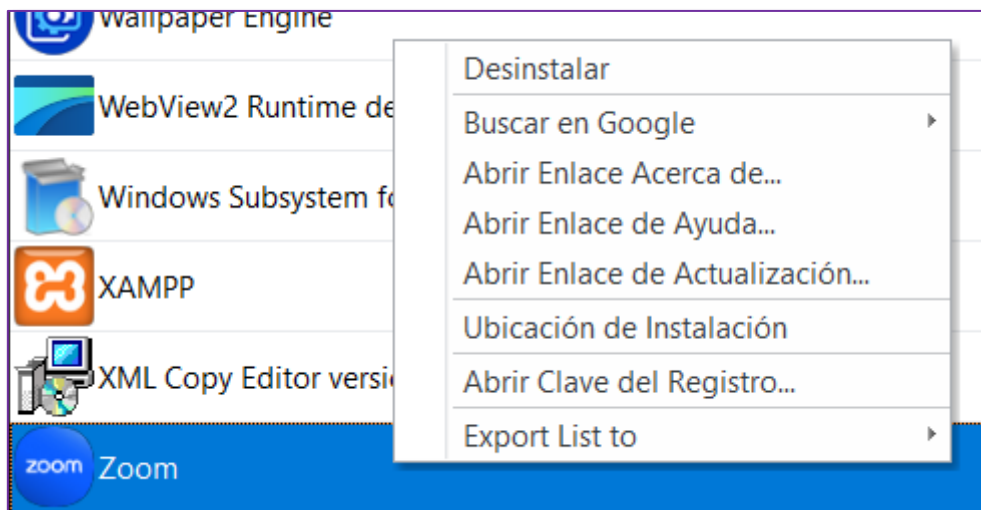 Wallpaper Engine
WebView2 Runtime de
Windows Subsystem fo
XAMPP
XML Copy Editor versi
zoom Zoom
Desinstalar
Buscar en Google
Abrir Enlace Acerca de...
Abrir Enlace de Ayuda...
Abrir Enlace de Actualización...
Ubicación de Instalación
Abrir Clave del Registro...
Export List to